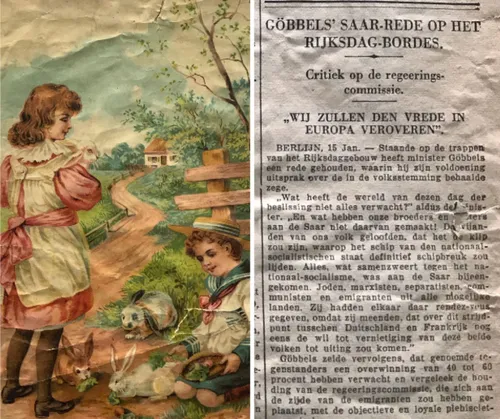 GÖBBELS' SAAR-REDE OP HET
RIJKSDAG-BORDES.
Critiek op de regeerings-
commissie.
„WIJ ZULLEN DEN VREDE IN
EUROPA VEROVEREN".
BERLIJN, 15 Jan. — Staande op de trappen
van het Rijksdaggebouw heeft minister Göbbels
een rede gehouden, waarin hij zijn voldoening
uitsprak over de in de volksstemming behaalde
zege.
„Wat heeft de wereld van dezen dag der
beslissing niet alles verwacht?" aldus de
ter. „En wat hebben onze broeders en
aan de Saar daarvan gemaakt! De
den van ons volk geloofden, dat het de klip
zou zijn, waarop het schip van den nationaal-
socialistischen staat definitief schipbreuk zou
lijden. Alles, wat samenzweert tegen het na-
tionaal-socialisme, was aan de Saar bijeen-
gekomen. Joden, marxisten, separatisten, com-
munisten en emigranten uit alle mogelijke
landen. Zij hadden elkaar daar rendez-vous
gegeven, omdat zij meenden, dat over dit strijd-
punt tusschen Duitschland en Frankrijk nog
eens de wil tot vernietiging van deze beide
volken tot uiting zou komen."
Göbbels zeide vervolgens, dat genoemde te-
genstanders een overwinning van 40 tot 60
procent hebben verwacht en vergeleek de hou-
ding van de regeeringscommissie, die zich aan
de zijde van de emigranten zou hebben ge-
plaatst, met de objectieve en loyale plebisciet-